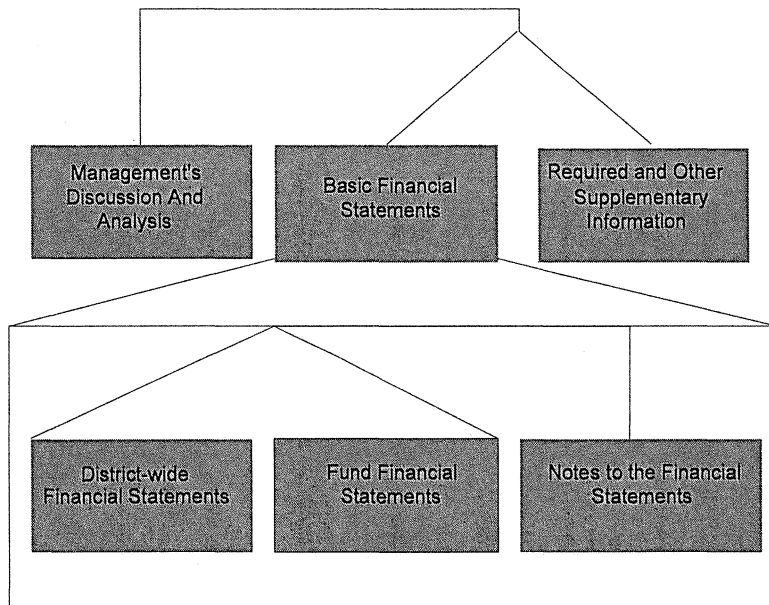 Management's
Discussion And
Analysis
Basic Financial
Statements
Required and Other
Supplementary
Information
District-wide
Financial Statements
Fund Financial
Statements
Notes to the Financial
Statements